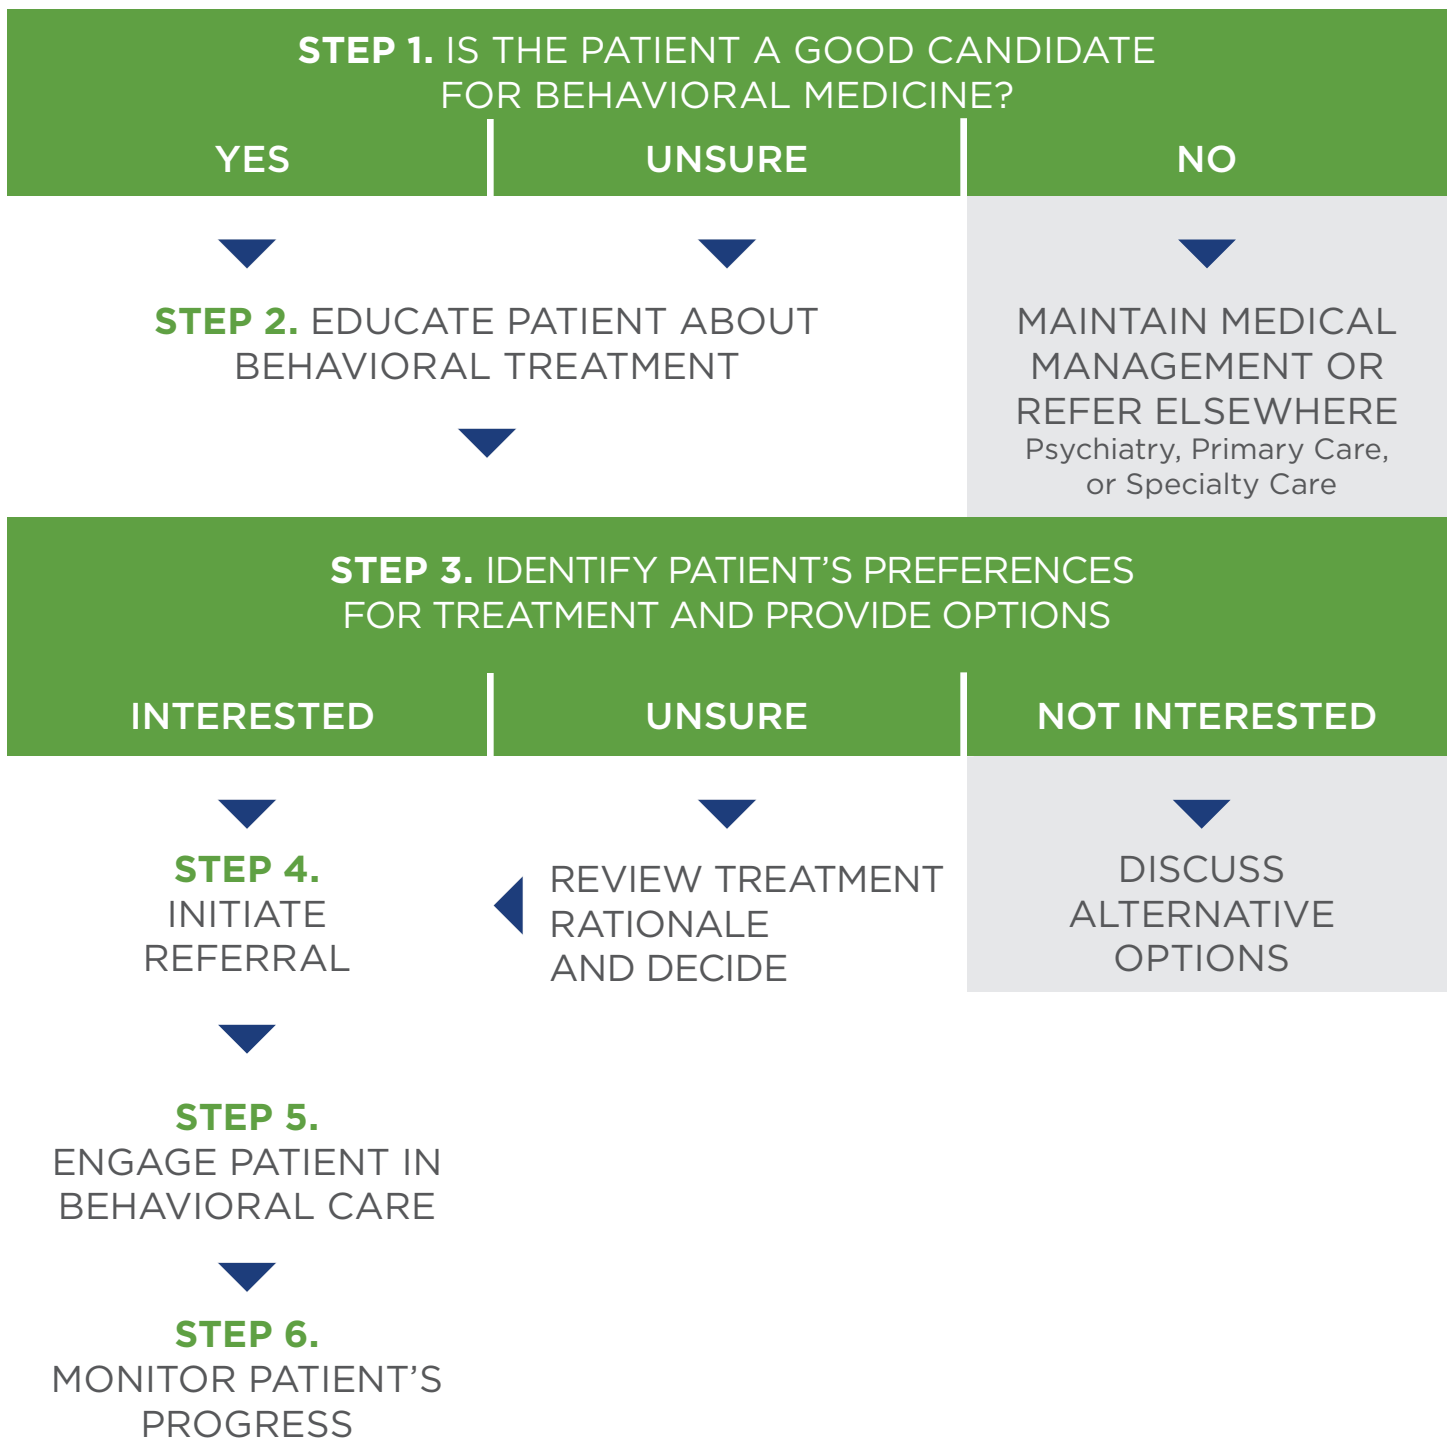 STEP 1. IS THE PATIENT A GOOD CANDIDATE
FOR BEHAVIORAL MEDICINE?
YES
UNSURE
NO
STEP 2. EDUCATE PATIENT ABOUT
BEHAVIORAL TREATMENT
MAINTAIN MEDICAL
MANAGEMENT OR
REFER ELSEWHERE
Psychiatry, Primary Care,
or Specialty Care
STEP 3. IDENTIFY PATIENT’S PREFERENCES
FOR TREATMENT AND PROVIDE OPTIONS
INTERESTED
UNSURE
NOT INTERESTED
STEP 4.
INITIATE
REFERRAL
REVIEW TREATMENT
RATIONALE
AND DECIDE
DISCUSS
ALTERNATIVE
OPTIONS
STEP 5.
ENGAGE PATIENT IN
BEHAVIORAL CARE
STEP 6.
MONITOR PATIENT’S
PROGRESS